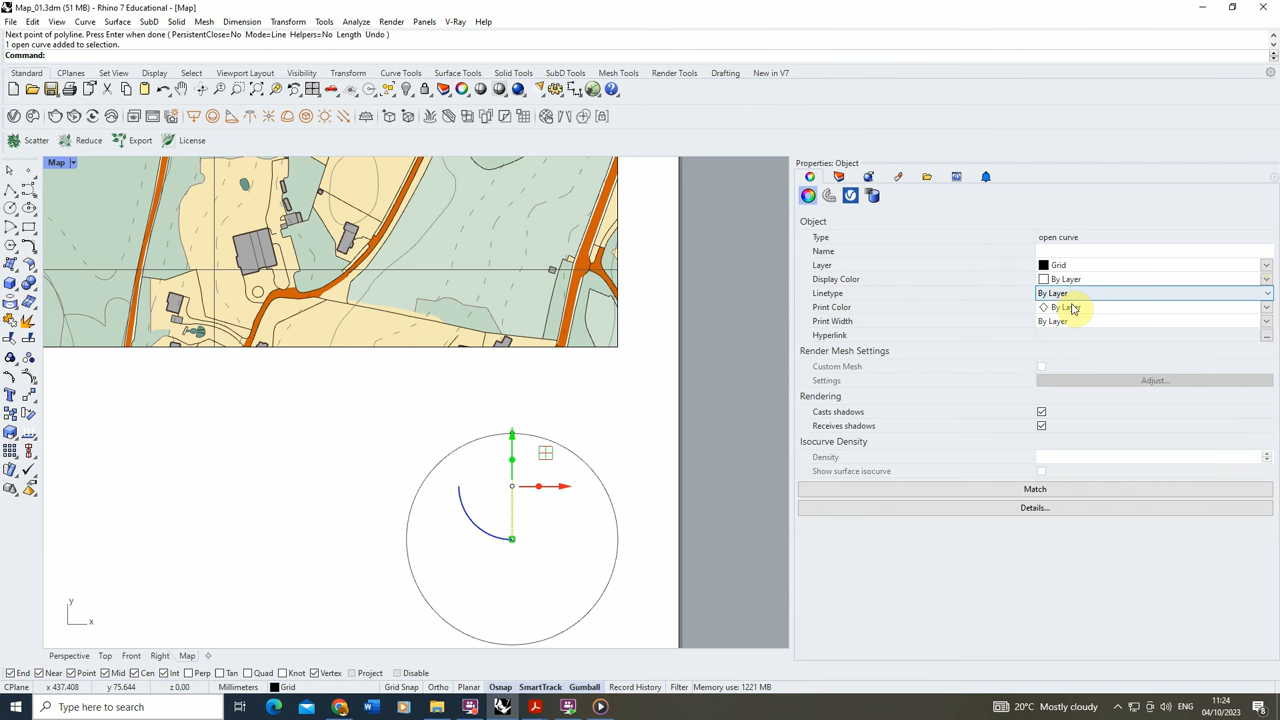 Map_01.3dm (51 MB) - Rhino 7 Educational - [Map]
File Edit View Curve Surface SubD Solid Mesh Dimension Transform Tools Analyze Render Panels V-Ray Help
Next point of polyline. Press Enter when done ( PersistentClose=No Mode=Line Helpers=No Length Undo )
1 open curve added to selection.
Command:
Standard CPlanes Set View Display Select Viewport Layout Visibility Transform Curve Tools Surface Tools Solid Tools SubD Tools Mesh Tools Render Tools Drafting New in V7
Scatter Reduce Export License
Map
Properties: Object
Object
Type open curve
Name
Layer Grid
Display Color By Layer
Linetype By Layer
Print Color By Layer
Print Width By Layer
Hyperlink ...
Render Mesh Settings
Custom Mesh
Settings Adjust...
Rendering
Casts shadows
Receives shadows
Isocurve Density
Density
Show surface isocurve
Match
Details...
y
x
Perspective Top Front Right Map
End Near Point Mid Cen Int Perp Tan Quad Knot Vertex Project Disable
CPlane x 437.408 y 75.644 z 0.00 Millimeters Grid Grid Snap Ortho Planar Osnap SmartTrack Gumball Record History Filter Memory use: 1221 MB
Type here to search
20°C Mostly cloudy
11:24
04/10/2023